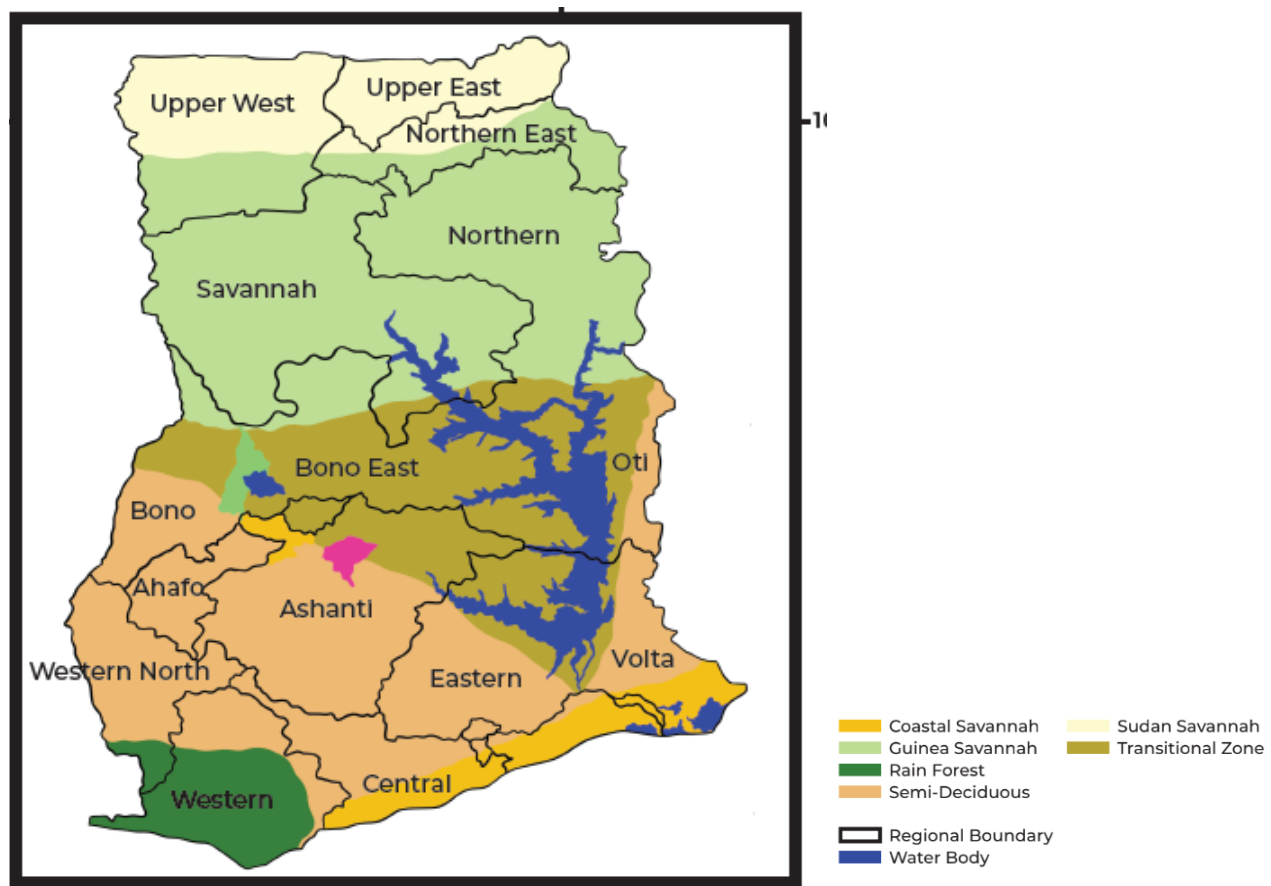 Upper West
Upper East
Northern East
10
Northern
Savannah
Bono East
Oti
Bono
Ahafo
Ashanti
Western North
Eastern
Volta
Central
Western
Coastal Savannah
Guinea Savannah
Rain Forest
Semi-Deciduous
Sudan Savannah
Transitional Zone
Regional Boundary
Water Body